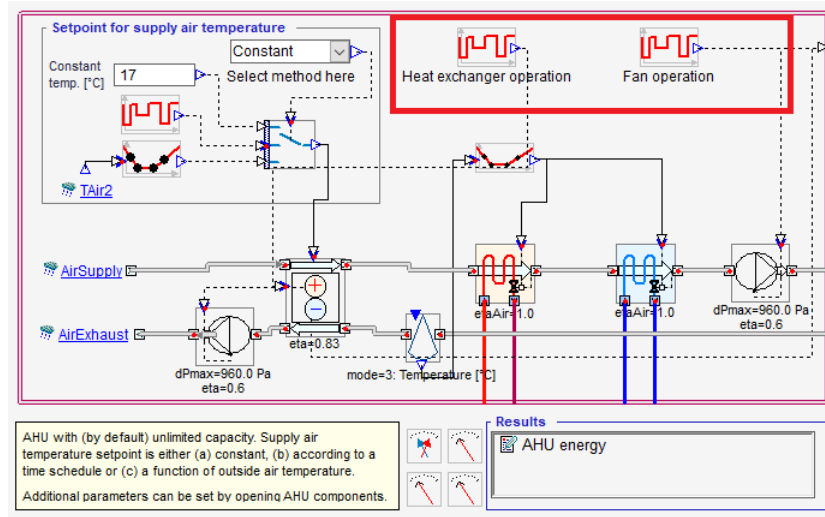 Setpoint for supply air temperature
Constant
Constant
temp. [°C]
17
Select method here
Heat exchanger operation
Fan operation
TAir2
AirSupply
etaAir=1.0
etaAir=1.0
dPmax=960.0 Pa
eta=0.6
AirExhaust
eta=0.83
dPmax=960.0 Pa
eta=0.6
mode=3: Temperature [°C]
AHU with (by default) unlimited capacity. Supply air
temperature setpoint is either (a) constant, (b) according to a
time schedule or (c) a function of outside air temperature.
Additional parameters can be set by opening AHU components.
Results
AHU energy